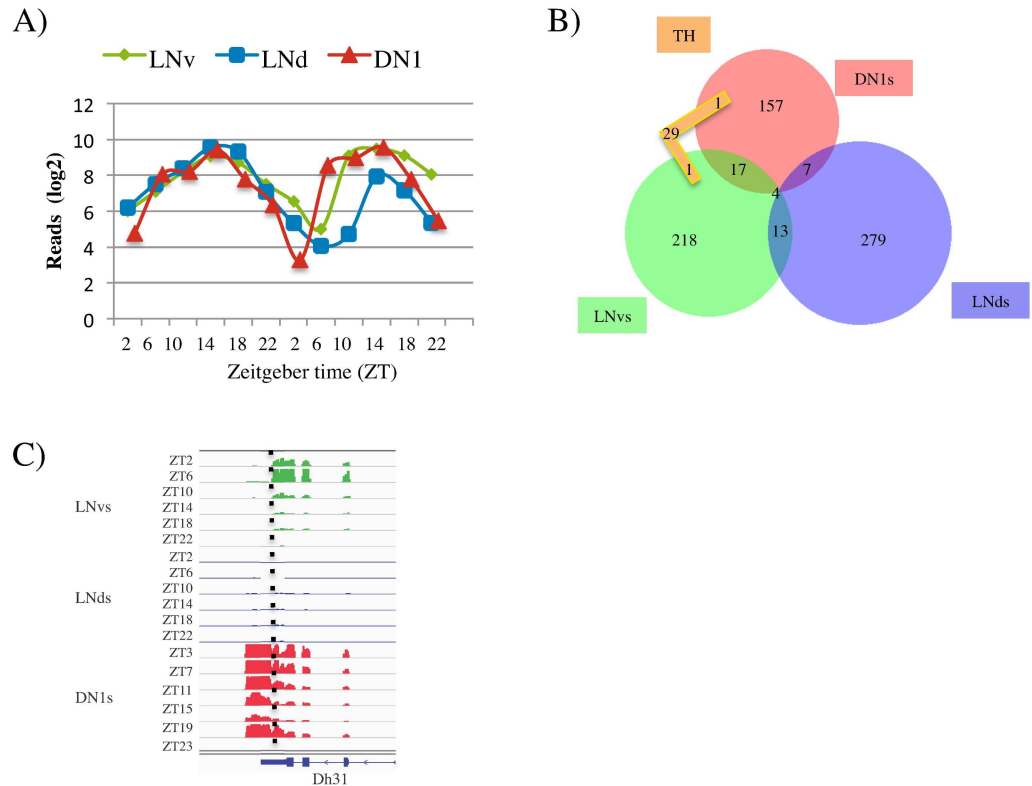 A)
LNv LNd DN1
Reads (log2)
12
10
8
6
4
2
0
2 6 10 14 18 22 2 6 10 14 18 22
Zeitgeber time (ZT)
B)
TH
DN1s
1
157
29
1
17
7
4
218
13
279
LNvs
LNds
C)
LNvs
ZT2
ZT6
ZT10
ZT14
ZT18
ZT22
LNds
ZT2
ZT6
ZT10
ZT14
ZT18
ZT22
DN1s
ZT3
ZT7
ZT11
ZT15
ZT19
ZT23
Dh31